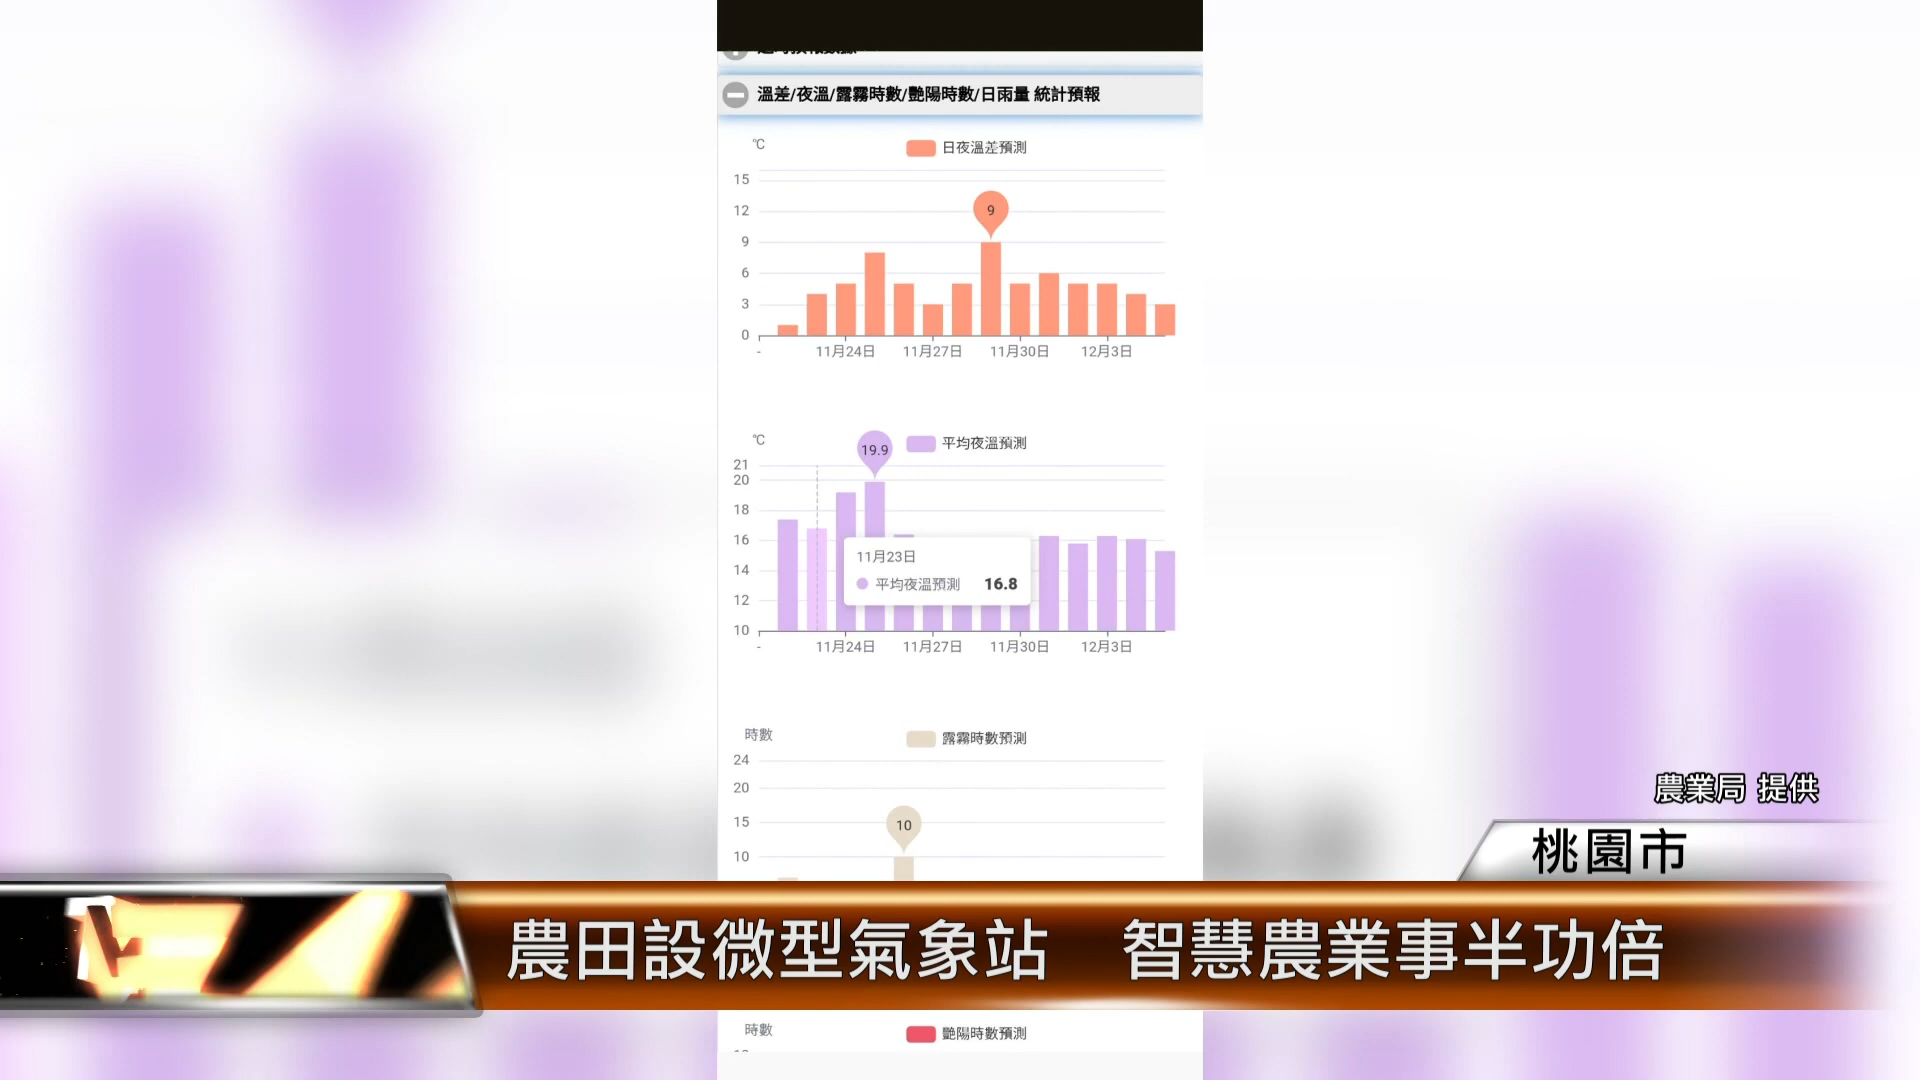 溫差/夜溫/露霧時數/艷陽時數/日雨量 統計預報
℃
日夜溫差預測
15
12
9
9
6
3
0
-
11月24日
11月27日
11月30日
12月3日
℃
19.9
平均夜溫預測
21
20
18
16
14
12
10
11月23日
平均夜溫預測
16.8
-
11月24日
11月27日
11月30日
12月3日
時數
露霧時數預測
24
20
15
10
10
農業局 提供
桃園市
農田設微型氣象站 智慧農業事半功倍
時數
艷陽時數預測